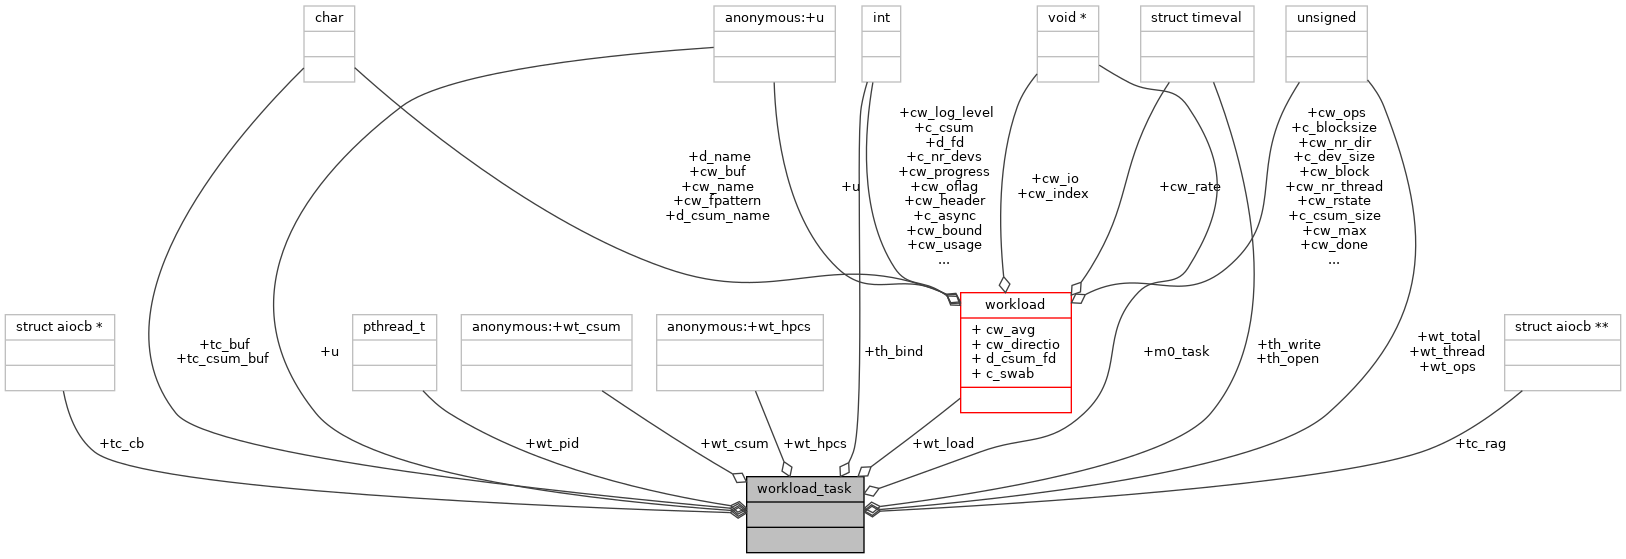 char
anonymous:+u
int
void *
struct timeval
unsigned
+d_name
+cw_buf
+cw_name
+cw_fpattern
+d_csum_name
+u
+cw_log_level
+c_csum
+d_fd
+c_nr_devs
+cw_progress
+cw_oflag
+cw_header
+c_async
+cw_bound
+cw_usage
...
+cw_io
+cw_index
+cw_rate
+cw_ops
+c_blocksize
+cw_nr_dir
+c_dev_size
+cw_block
+cw_nr_thread
+cw_rstate
+c_csum_size
+cw_max
+cw_done
...
struct aiocb *
+tc_buf
+tc_csum_buf
+u
pthread_t
anonymous:+wt_csum
anonymous:+wt_hpcs
+th_bind
workload
+ cw_avg
+ cw_directio
+ d_csum_fd
+ c_swab
+m0_task
+th_write
+th_open
+wt_total
+wt_thread
+wt_ops
struct aiocb **
+tc_cb
+wt_pid
+wt_csum
+wt_hpcs
+wt_load
+tc_rag
workload_task